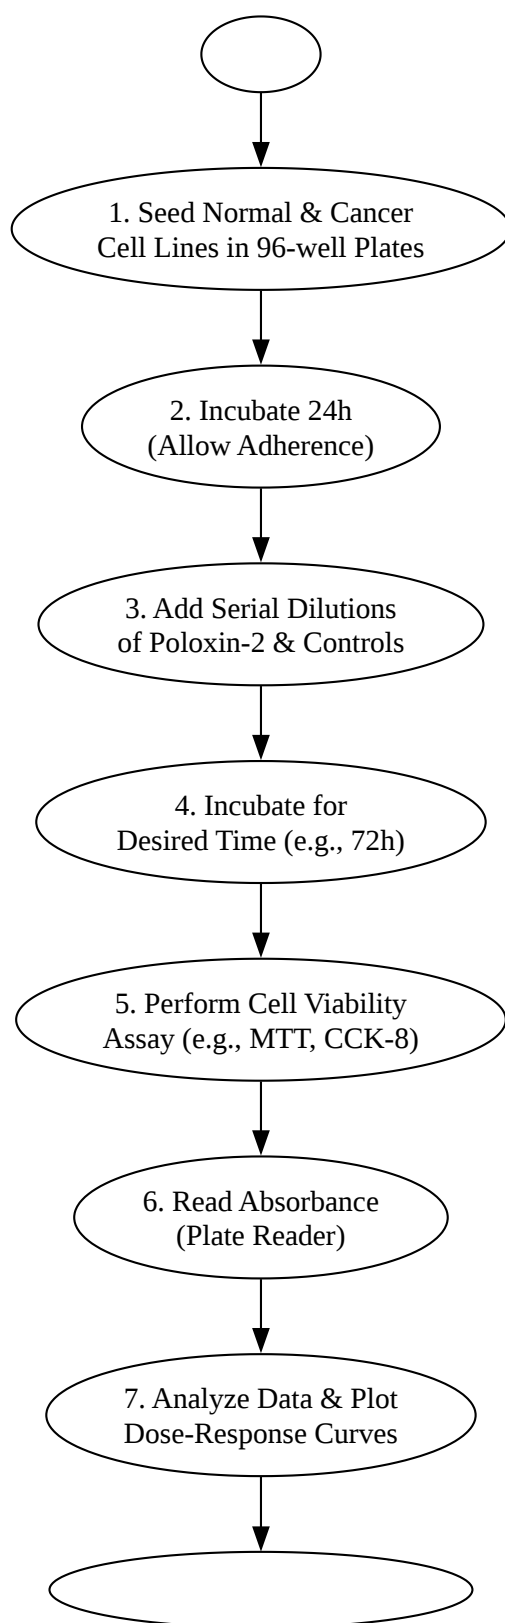 1. Seed Normal & Cancer
Cell Lines in 96-well Plates
2. Incubate 24h
(Allow Adherence)
3. Add Serial Dilutions
of Poloxin-2 & Controls
4. Incubate for
Desired Time (e.g., 72h)
5. Perform Cell Viability
Assay (e.g., MTT, CCK-8)
6. Read Absorbance
(Plate Reader)
7. Analyze Data & Plot
Dose-Response Curves